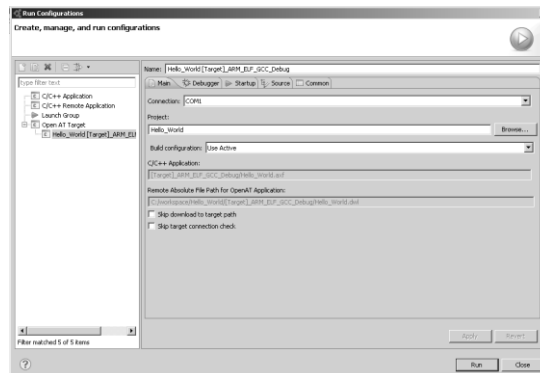 Run Configurations
Create, manage, and run configurations
type filter text
C/C++ Application
C/C++ Remote Application
Launch Group
Open AT Target
Hello_World [Target]_ARM_EL
Filter matched 5 of 5 items
Name: Hello_World [Target]_ARM_ELF_GCC_Debug
Main Debugger Startup Source Common
Connection: COM1
Project:
Hello_World Browse...
Build configuration: Use Active
C/C++ Application:
[Target]_ARM_ELF_GCC_Debug/Hello_World.axf
Remote Absolute File Path for OpenAT Application:
C:/workspace/Hello_World/[Target]_ARM_ELF_GCC_Debug/Hello_World.dwl
Skip download to target path
Skip target connection check
Apply Revert
Run Close